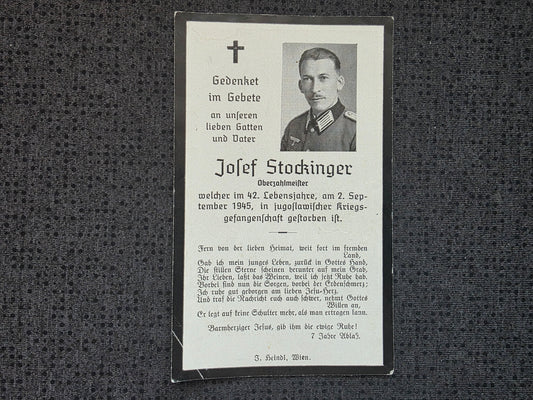 Gedenket
im Gebete
an unseren
lieben Gatten
und Vater
Josef Stockinger
Oberzahlmeister
welcher im 42. Lebensjahre, am 2. Sep-
tember 1945, in jugoslawischer Kriegs-
gefangenschaft gestorben ist.
Fern von der lieben Heimat, weit fort im fremden
Land,
Gab ich mein junges Leben, zurück in Gottes Hand,
Die stillen Sterne scheinen herunter auf mein Grab,
Ihr Lieben, laßt das Weinen, weil ich jetzt Ruhe hab.
Vorbei sind nun die Sorgen, vorbei der Erdenschmerz;
Ich ruhe gut geborgen am lieben Jesu-Herz.
Und traf die Nachricht euch auch schwer, nehmt Gottes
Willen an,
Er legt auf keine Schulter mehr, als man ertragen kann.
Barmherziger Jesus, gib ihm die ewige Ruhe!
7 Jahre Ablaß.
J. Heindl, Wien.